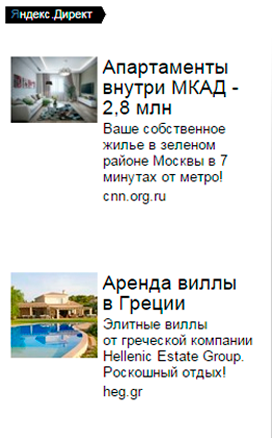 Яндекс.Директ
Апартаменты
внутри МКАД -
2,8 млн
Ваше собственное
жилье в зеленом
районе Москвы в 7
минутах от метро!
cnn.org.ru
Аренда виллы
в Греции
Элитные виллы
от греческой компании
Hellenic Estate Group.
Роскошный отдых!
heg.gr